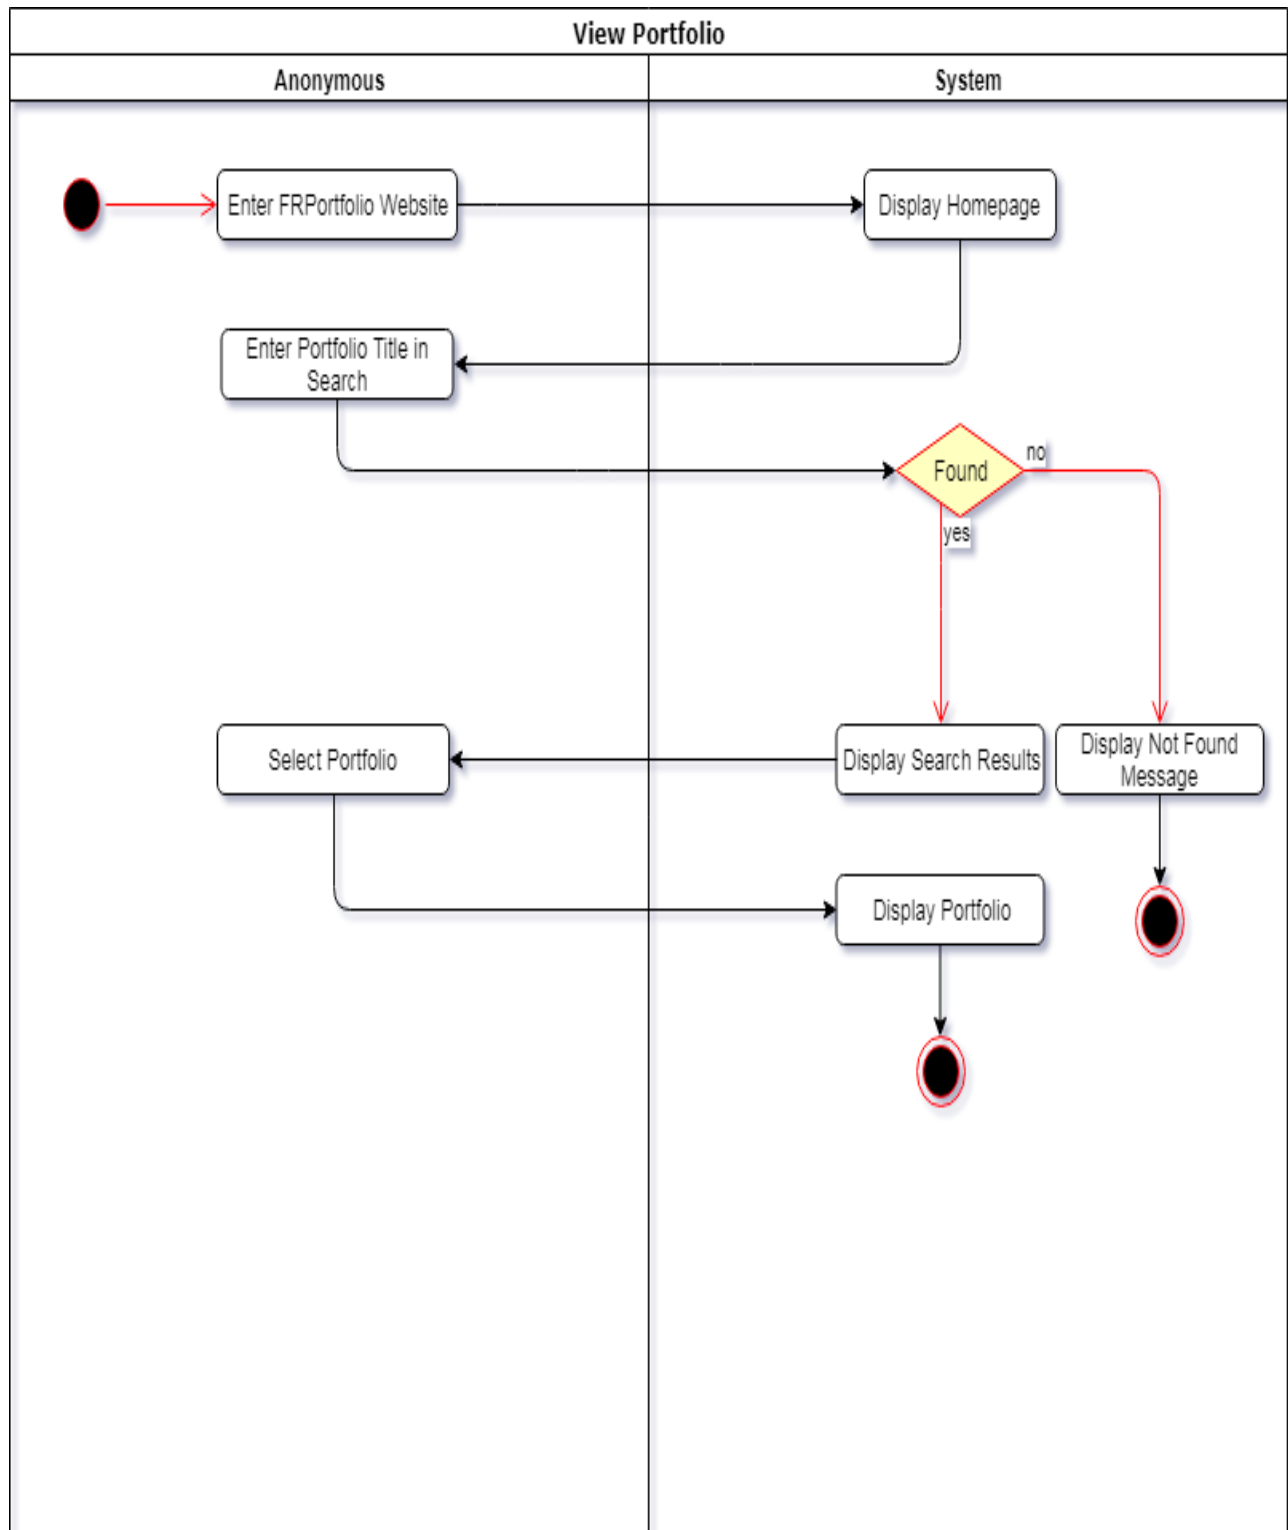 View Portfolio
Anonymous
System
Enter FRPortfolio Website
Display Homepage
Enter Portfolio Title in
Search
Found
no
yes
Select Portfolio
Display Search Results
Display Not Found
Message
Display Portfolio